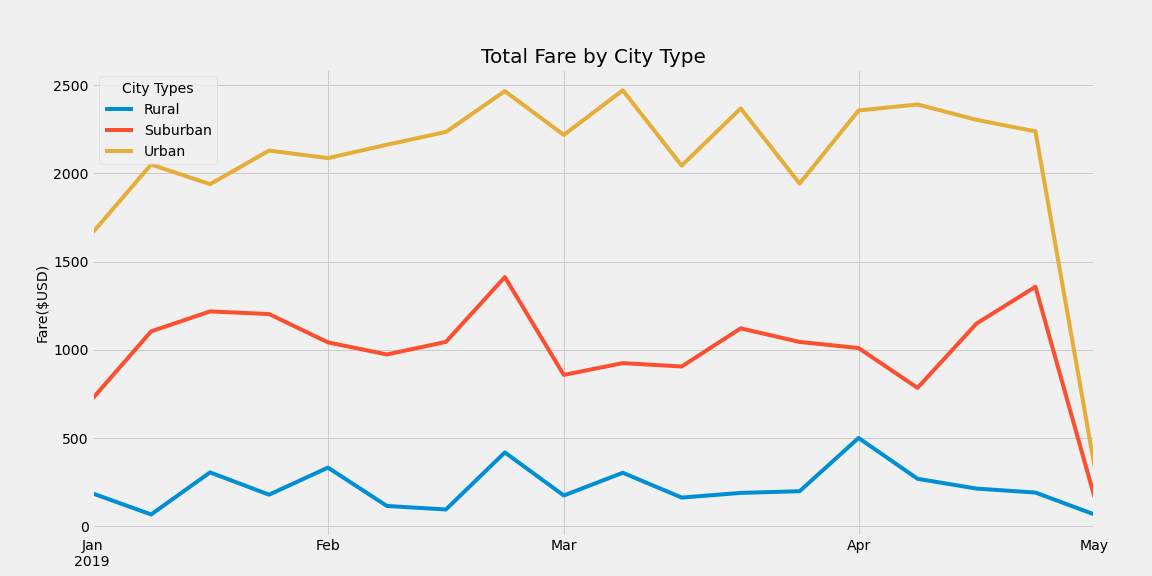 Total Fare by City Type
City Types
Rural
Suburban
Urban
Fare($USD)
2500
2000
1500
1000
500
0
Jan Feb Mar Apr May
2019